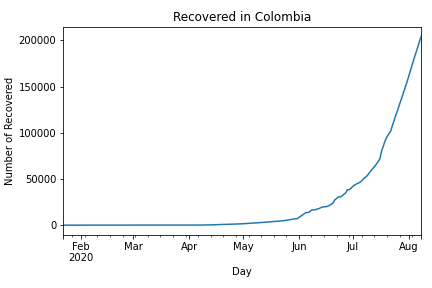 Recovered in Colombia
Number of Recovered
200000
150000
100000
50000
0
Feb
2020
Mar
Apr
May
Jun
Jul
Aug
Day